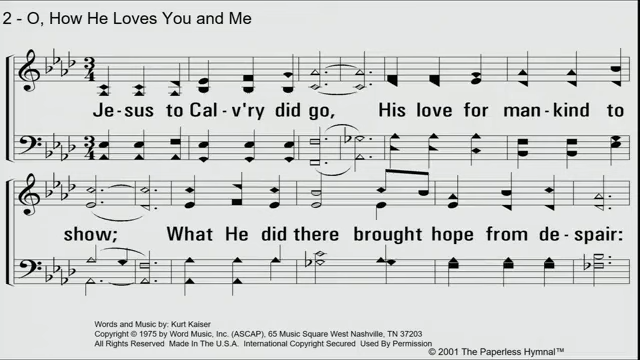 2 - O, How He Loves You and Me
Je-sus to Cal-v'ry did go, His love for man-kind to
show; What He did there brought hope from de-spair:
Words and Music by: Kurt Kaiser
Copyright © 1975 by Word Music, Inc. (ASCAP), 65 Music Square West Nashville, TN 37203
All Rights Reserved Made In The U.S.A. International Copyright Secured Used By Permission
© 2001 The Paperless Hymnal™